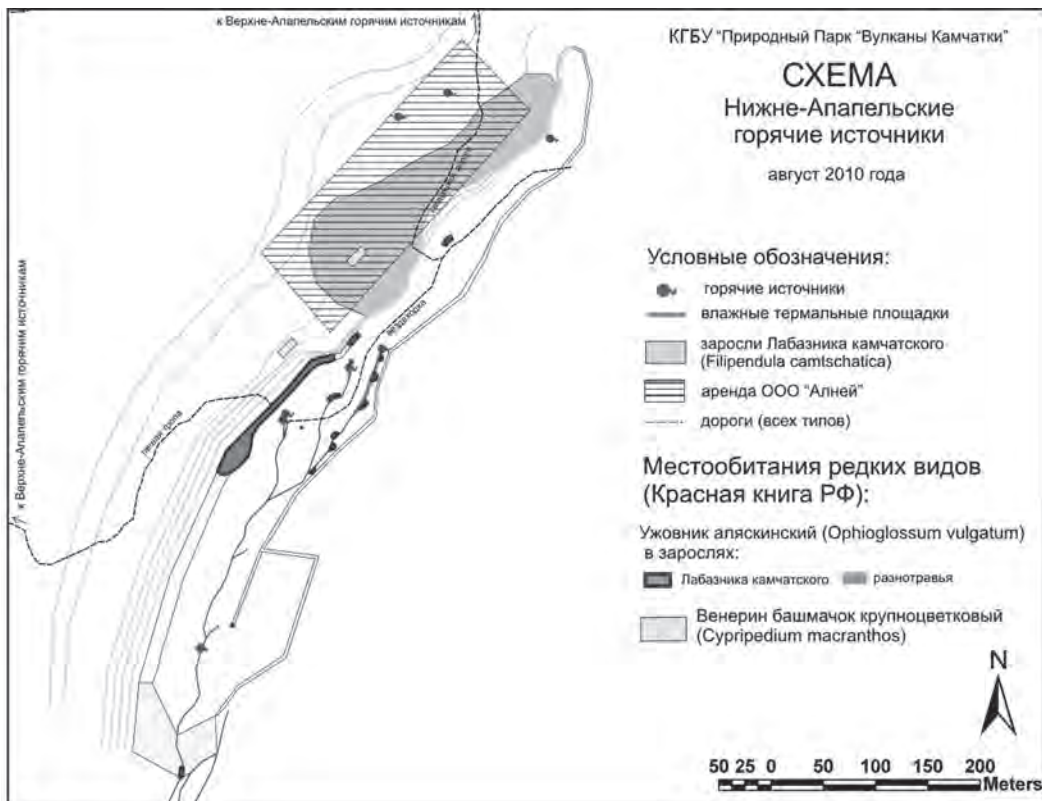 к Верхне-Апапельским горячим источникам
КГБУ "Природный Парк "Вулканы Камчатки"
СХЕМА
Нижне-Апапельские
горячие источники
август 2010 года
Условные обозначения:
горячие источники
влажные термальные площадки
заросли Лабазника камчатского
(Filipendula camtschatica)
аренда ООО "Алней"
дороги (всех типов)
Местообитания редких видов
(Красная книга РФ):
Ужовник аляскинский (Ophioglossum vulgatum)
в зарослях:
Лабазника камчатского
разнотравья
Венерин башмачок крупноцветковый
(Cypripedium macranthos)
N
50 25 0 50 100 150 200
Meters
к Верхне-Апапельским горячим источникам
левая тропа
вездеходка